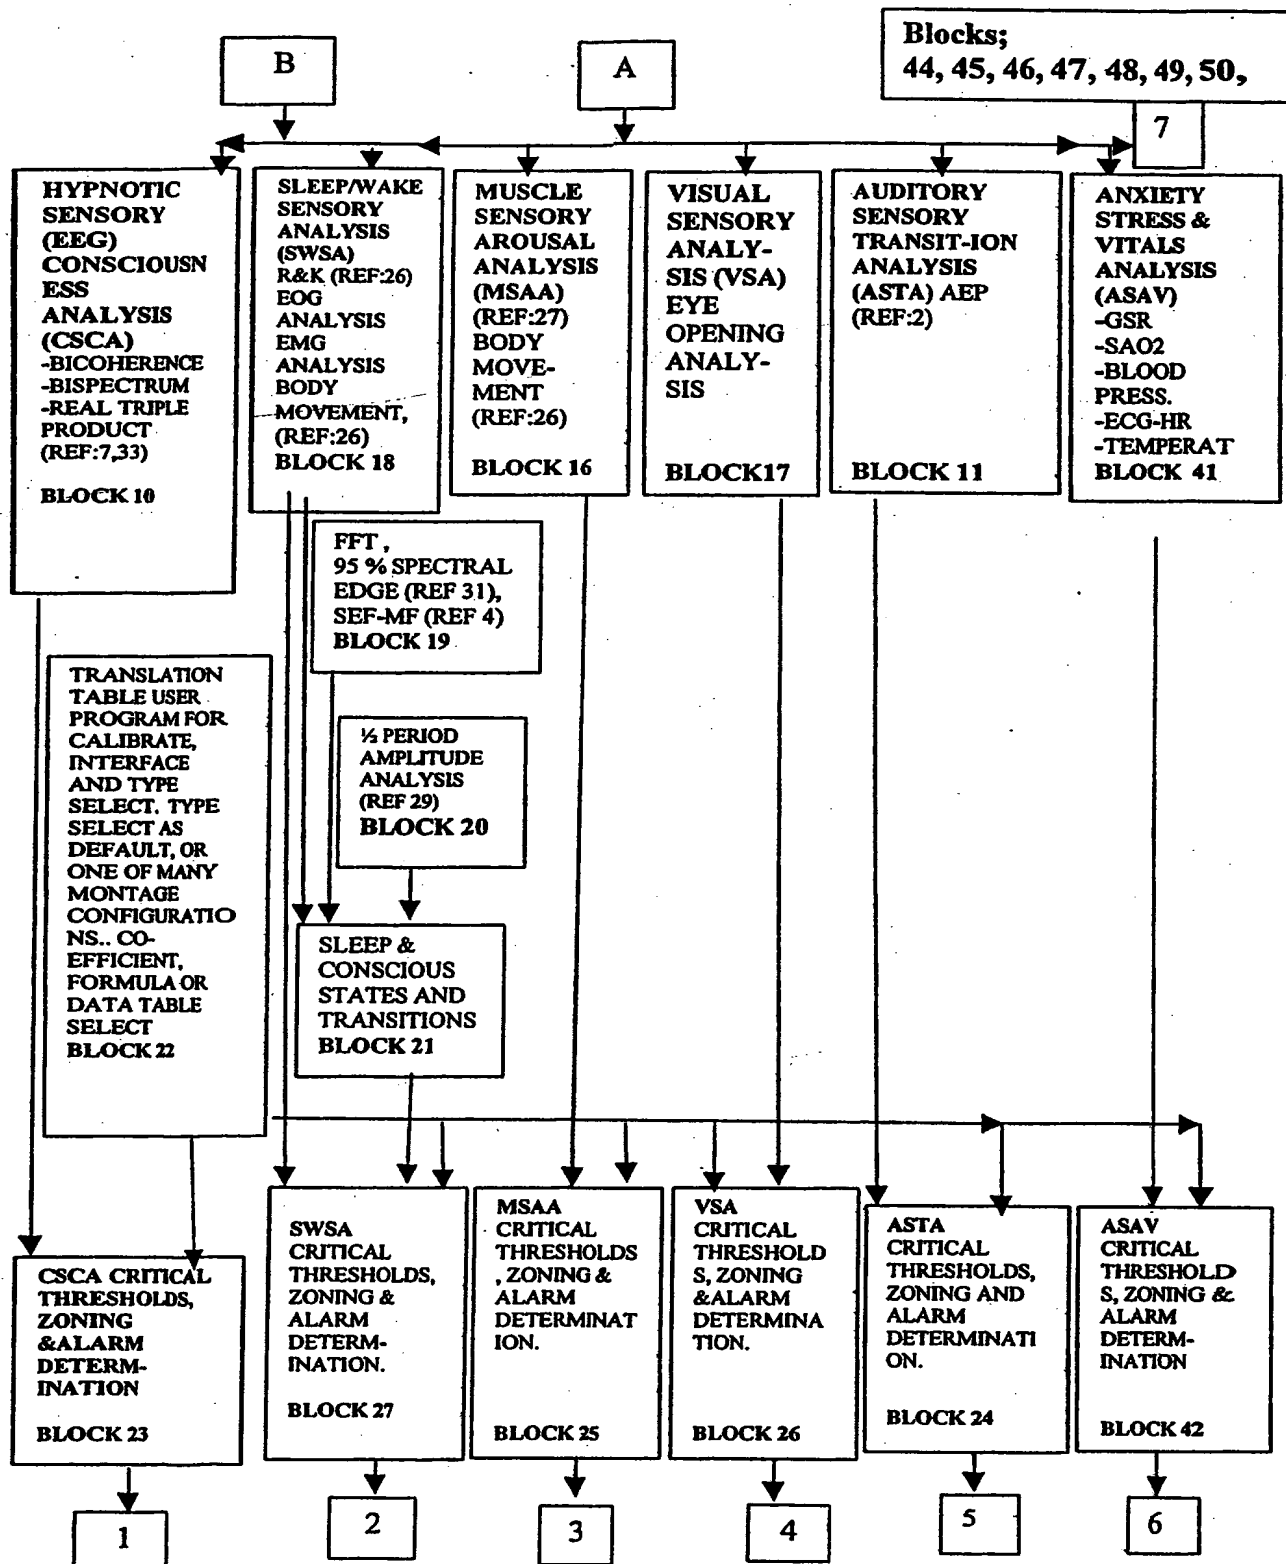 B
A
Blocks;
44, 45, 46, 47, 48, 49, 50,
7
HYPNOTIC
SENSORY
(EEG)
CONSCIOUSN
ESS
ANALYSIS
(CSCA)
-BICOHERENCE
-BISPECTRUM
-REAL TRIPLE
PRODUCT
(REF:7,33)
BLOCK 10
SLEEP/WAKE
SENSORY
ANALYSIS
(SWSA)
R&K (REF:26)
EOG
ANALYSIS
EMG
ANALYSIS
BODY
MOVEMENT,
(REF:26)
BLOCK 18
MUSCLE
SENSORY
AROUSAL
ANALYSIS
(MSAA)
(REF:27)
BODY
MOVE-
MENT
(REF:26)
BLOCK 16
VISUAL
SENSORY
ANALY-
SIS (VSA)
EYE
OPENING
ANALY-
SIS
BLOCK17
AUDITORY
SENSORY
TRANSIT-ION
ANALYSIS
(ASTA) AEP
(REF:2)
BLOCK 11
ANXIETY
STRESS &
VITALS
ANALYSIS
(ASAV)
-GSR
-SAO2
-BLOOD
PRESS.
-ECG-HR
-TEMPERAT
BLOCK 41
FFT ,
95 % SPECTRAL
EDGE (REF 31),
SEF-MF (REF 4)
BLOCK 19
TRANSLATION
TABLE USER
PROGRAM FOR
CALIBRATE,
INTERFACE
AND TYPE
SELECT. TYPE
SELECT AS
DEFAULT, OR
ONE OF MANY
MONTAGE
CONFIGURATIO
NS.. CO-
EFFICIENT,
FORMULA OR
DATA TABLE
SELECT
BLOCK 22
½ PERIOD
AMPLITUDE
ANALYSIS
(REF 29)
BLOCK 20
SLEEP &
CONSCIOUS
STATES AND
TRANSITIONS
BLOCK 21
CSCA CRITICAL
THRESHOLDS,
ZONING
&ALARM
DETERM-
INATION
BLOCK 23
SWSA
CRITICAL
THRESHOLDS,
ZONING &
ALARM
DETERM-
INATION.
BLOCK 27
MSAA
CRITICAL
THRESHOLDS
, ZONING &
ALARM
DETERMINAT
ION.
BLOCK 25
VSA
CRITICAL
THRESHOLD
S, ZONING
&ALARM
DETERMINA
TION.
BLOCK 26
ASTA
CRITICAL
THRESHOLDS,
ZONING AND
ALARM
DETERMINATI
ON.
BLOCK 24
ASAV
CRITICAL
THRESHOLD
S, ZONING &
ALARM
DETERM-
INATION
BLOCK 42
1
2
3
4
5
6